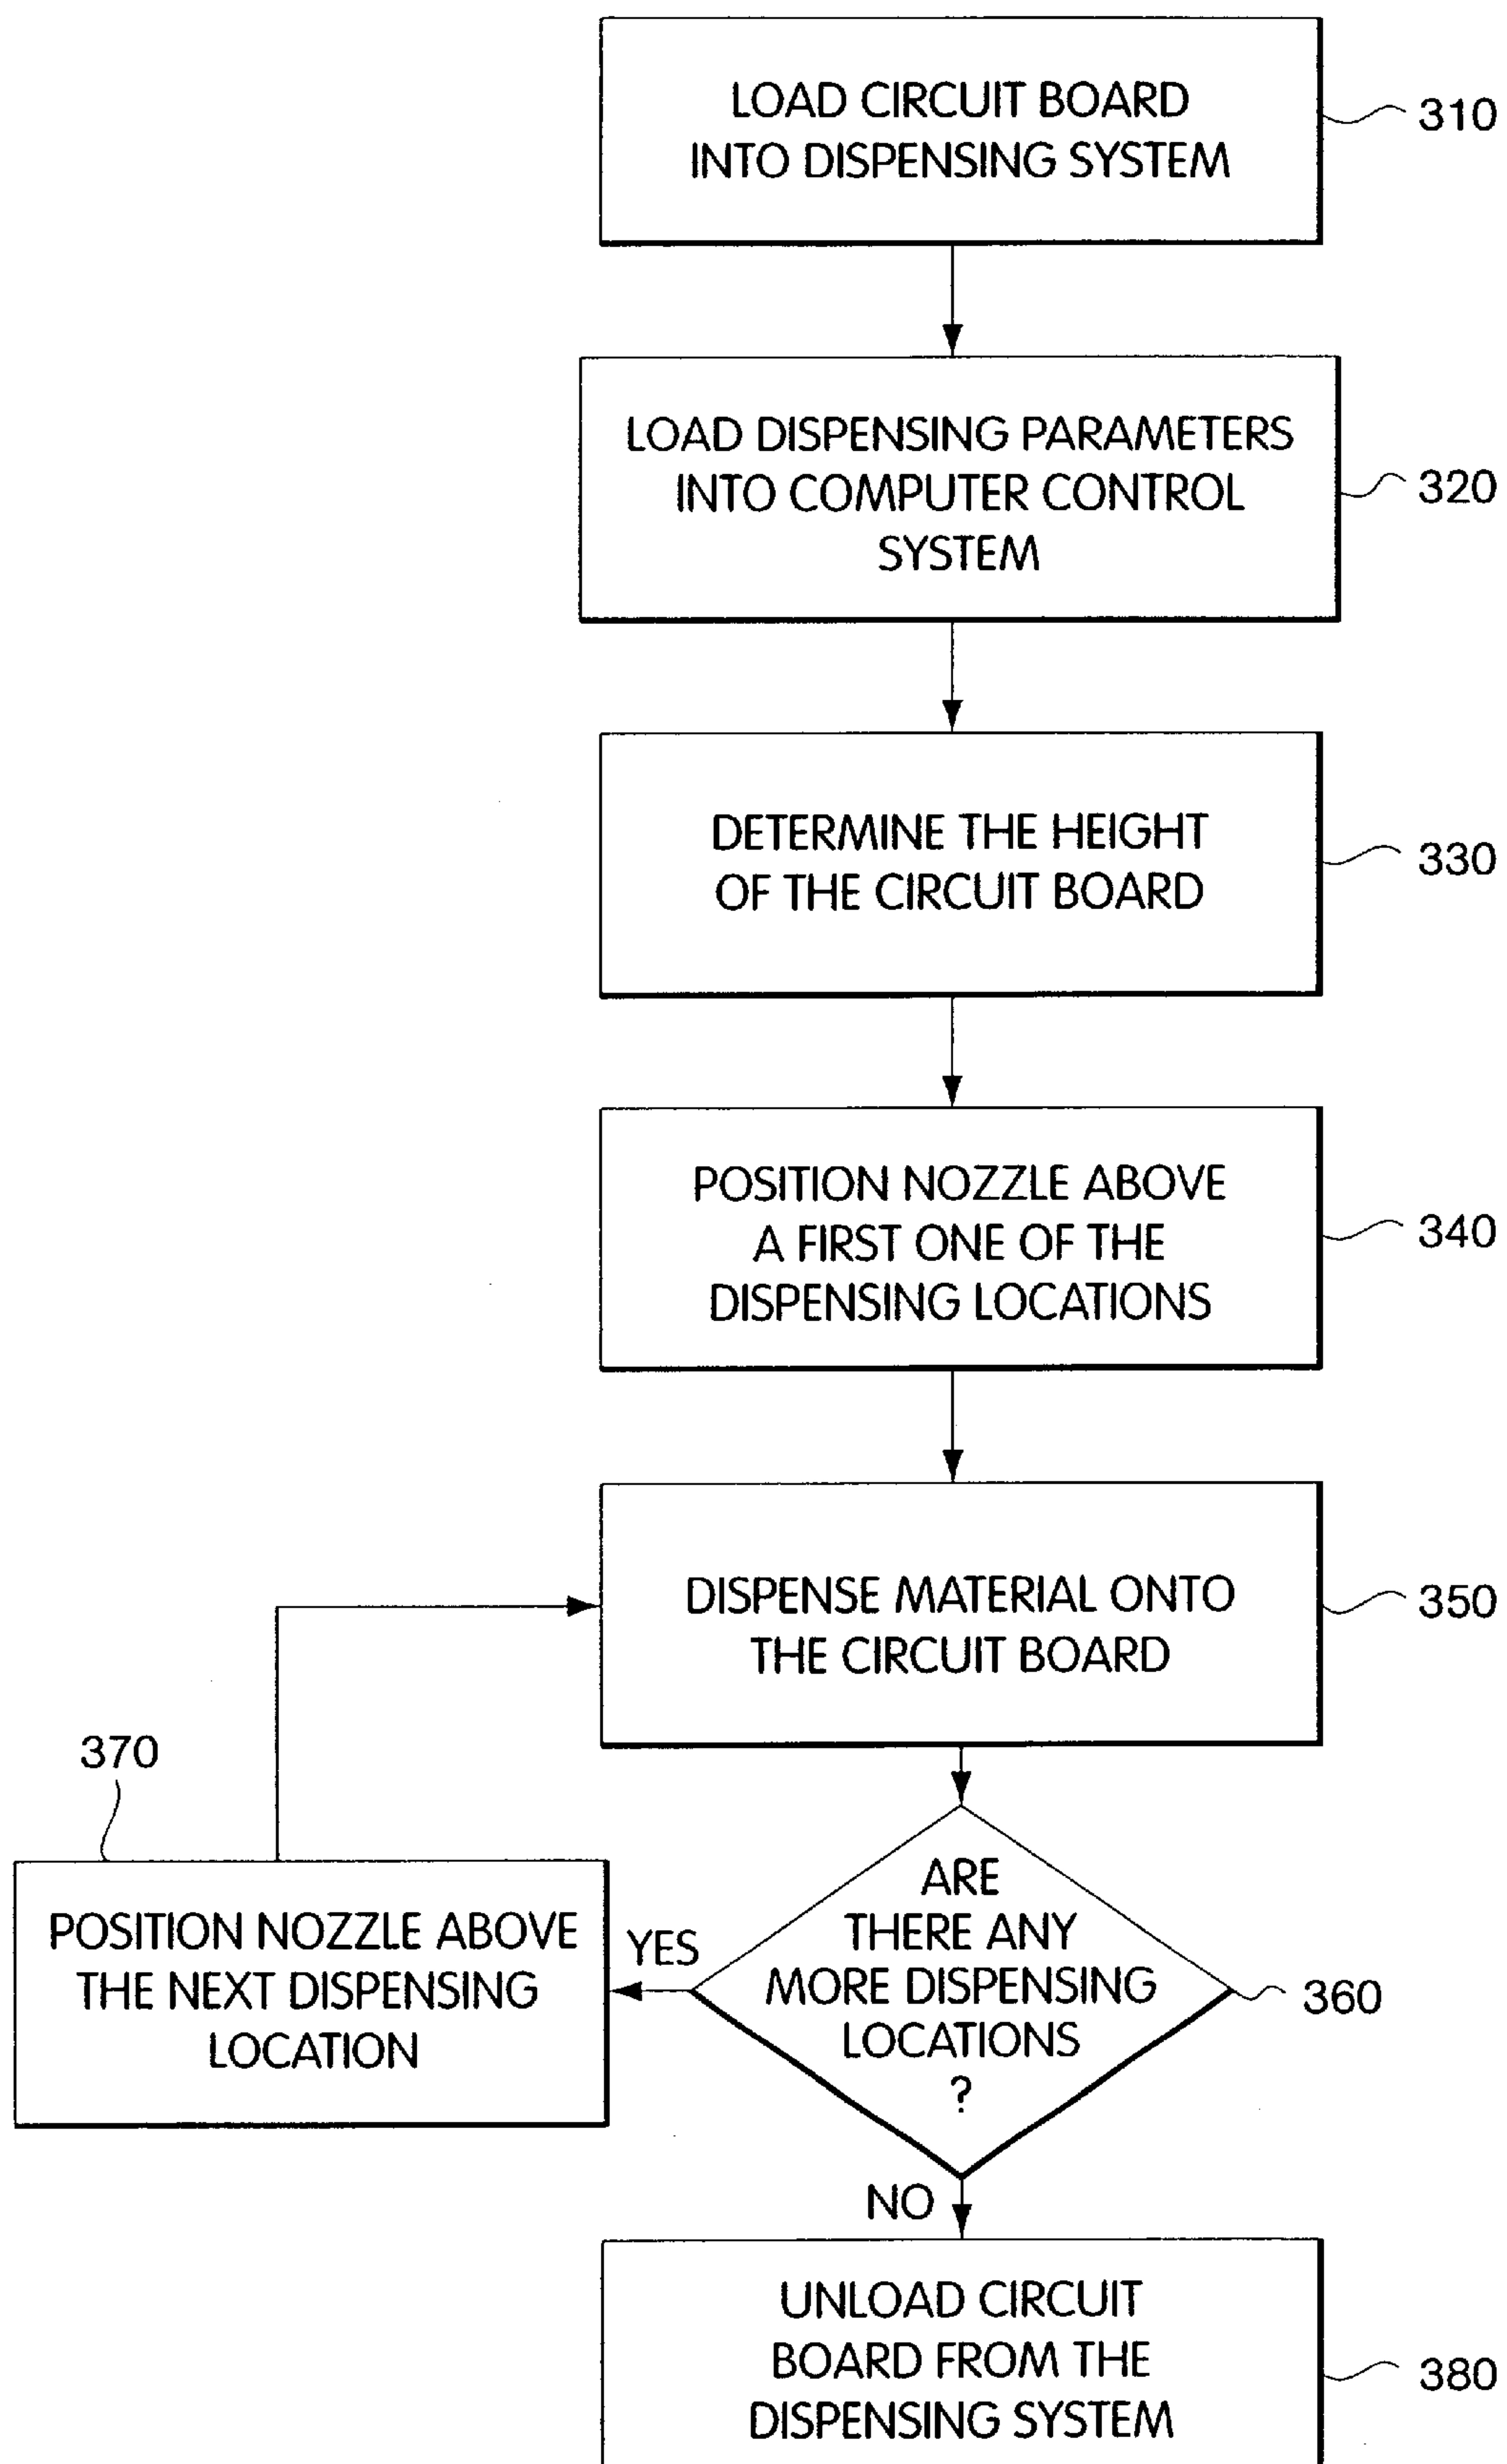 LOAD CIRCUIT BOARD
INTO DISPENSING SYSTEM
310
LOAD DISPENSING PARAMETERS
INTO COMPUTER CONTROL
SYSTEM
320
DETERMINE THE HEIGHT
OF THE CIRCUIT BOARD
330
POSITION NOZZLE ABOVE
A FIRST ONE OF THE
DISPENSING LOCATIONS
340
DISPENSE MATERIAL ONTO
THE CIRCUIT BOARD
350
370
POSITION NOZZLE ABOVE
THE NEXT DISPENSING
LOCATION
YES
ARE
THERE ANY
MORE DISPENSING
LOCATIONS
?
360
NO
UNLOAD CIRCUIT
BOARD FROM THE
DISPENSING SYSTEM
380